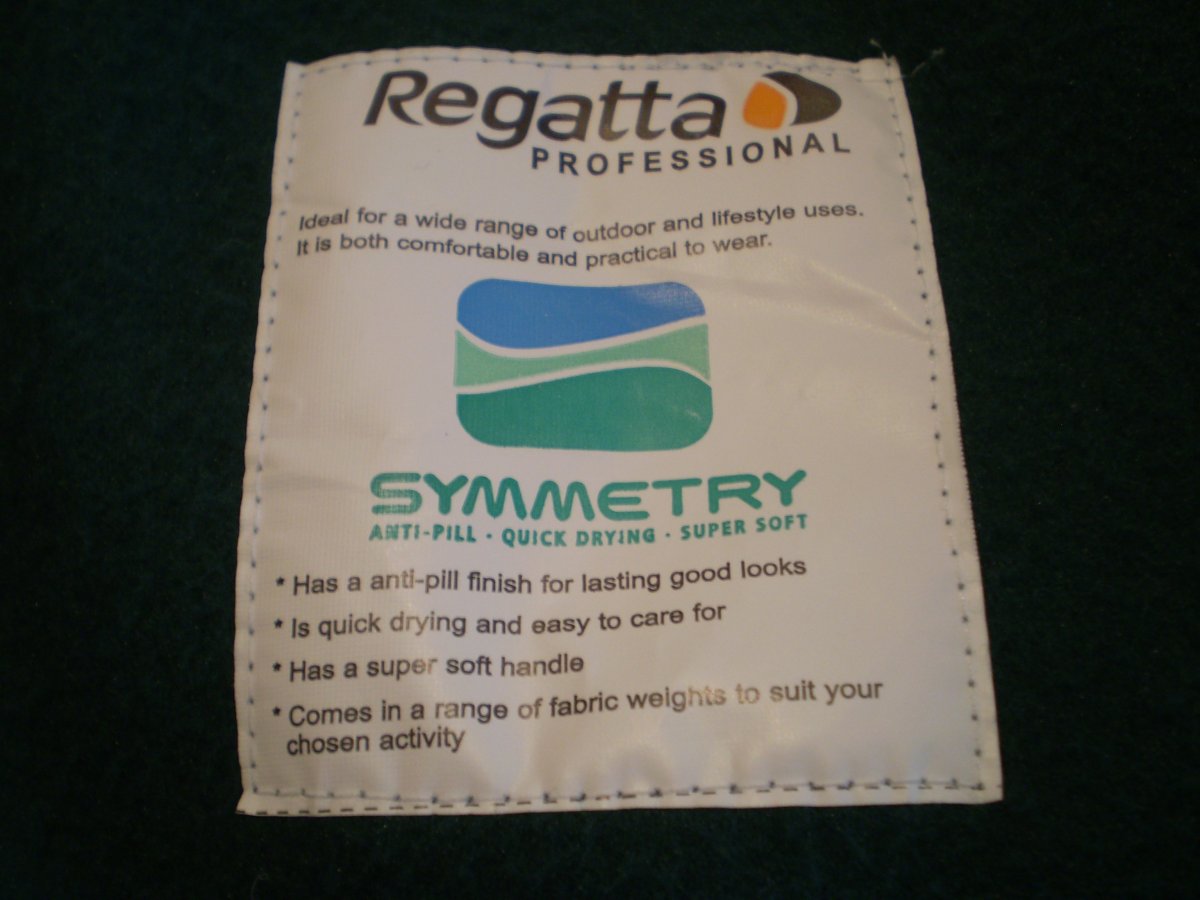 Regatta
PROFESSIONAL
Ideal for a wide range of outdoor and lifestyle uses.
It is both comfortable and practical to wear.
SYMMETRY
ANTI-PILL · QUICK DRYING · SUPER SOFT
* Has a anti-pill finish for lasting good looks
* Is quick drying and easy to care for
* Has a super soft handle
* Comes in a range of fabric weights to suit your
chosen activity